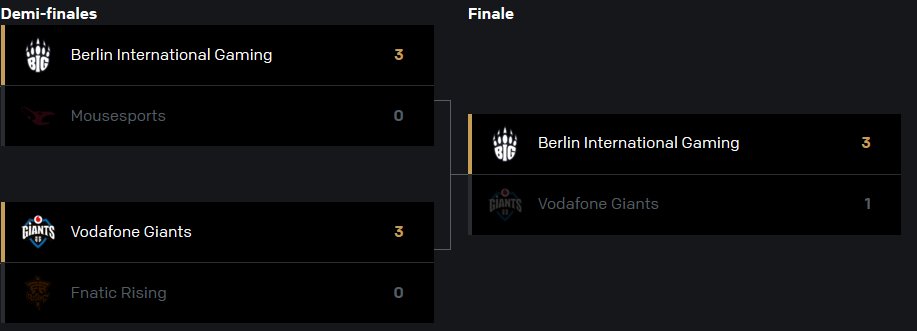 Demi-finales
BIG
Berlin International Gaming 3
Mousesports 0
GIANTS
Vodafone Giants 3
Fnatic Rising 0
Finale
BIG
Berlin International Gaming 3
GIANTS
Vodafone Giants 1